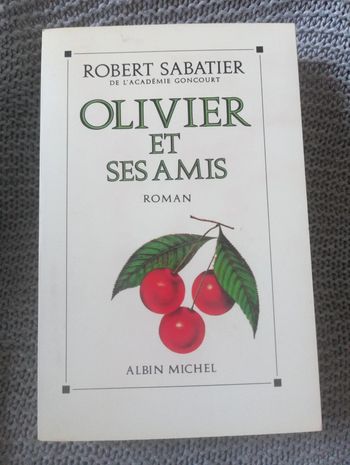 ROBERT SABATIER
DE L'ACADÉMIE GONCOURT
OLIVIER
ET
SES AMIS
ROMAN
ALBIN MICHEL